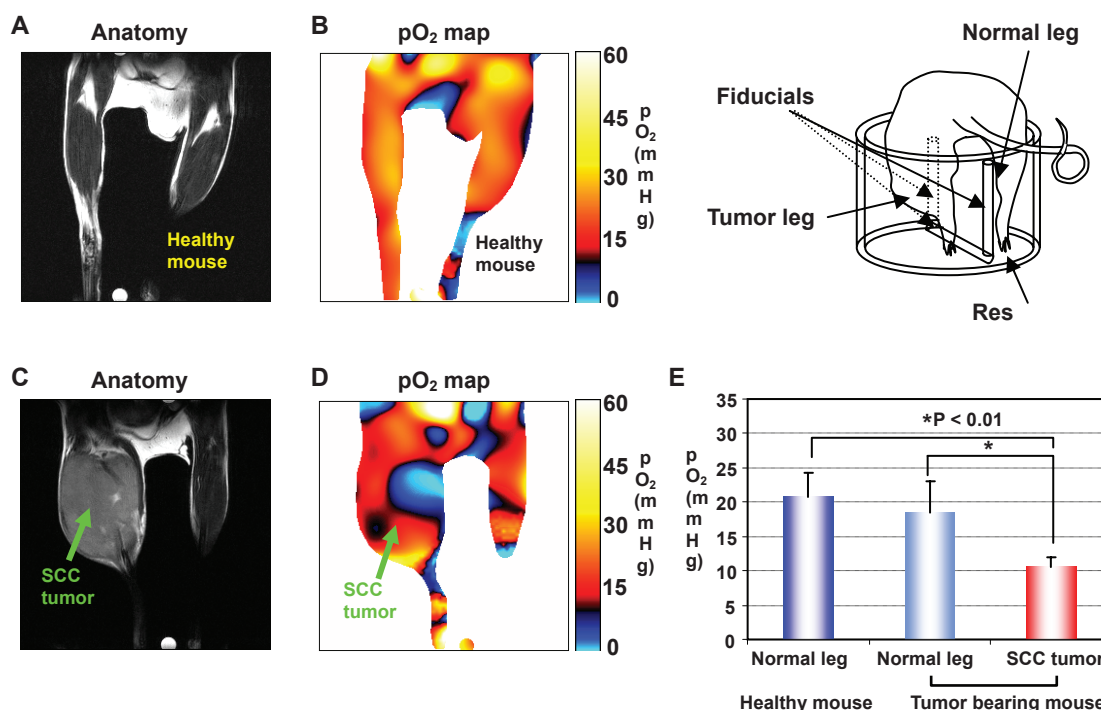 A
Anatomy
Healthy
mouse
B
pO₂ map
Healthy
mouse
60
45
30
15
0
p
O₂
(m
mH
g)
Normal leg
Fiducials
Tumor leg
Res
C
Anatomy
SCC
tumor
D
pO₂ map
SCC
tumor
60
45
30
15
0
p
O₂
(m
m
H
g)
E
35
30
25
20
15
10
5
0
p
O₂
(m
m
H
g)
*P < 0.01
*
Normal leg
Normal leg
SCC tumor
Healthy mouse
Tumor bearing mouse